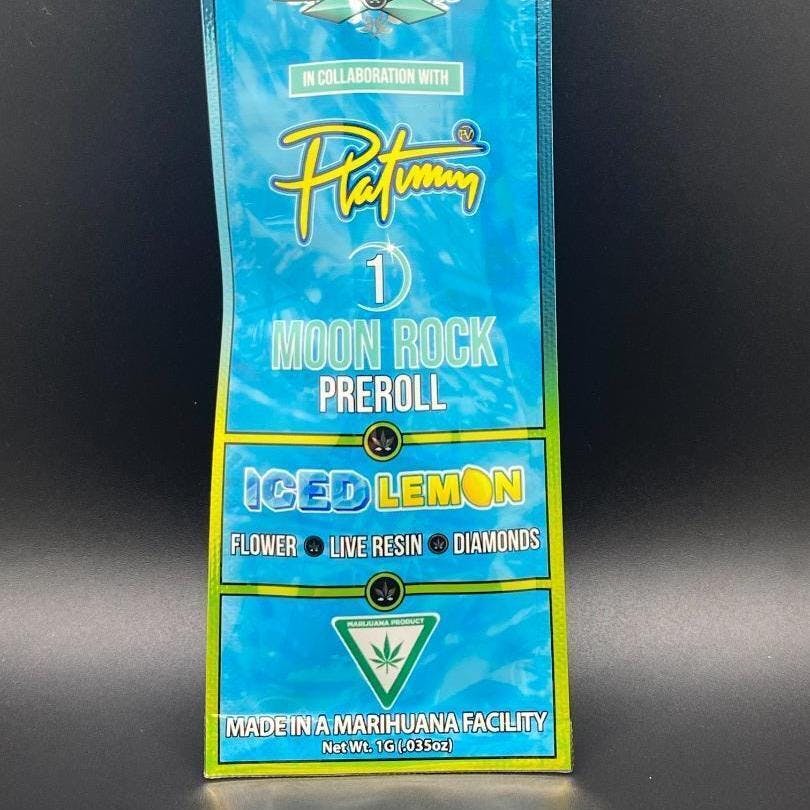 IN COLLABORATION WITH
Platinum
PV
1
MOON ROCK
PREROLL
ICED LEMON
FLOWER LIVE RESIN DIAMONDS
MARIJUANA PRODUCT
MADE IN A MARIHUANA FACILITY
Net Wt. 1G (.035oz)